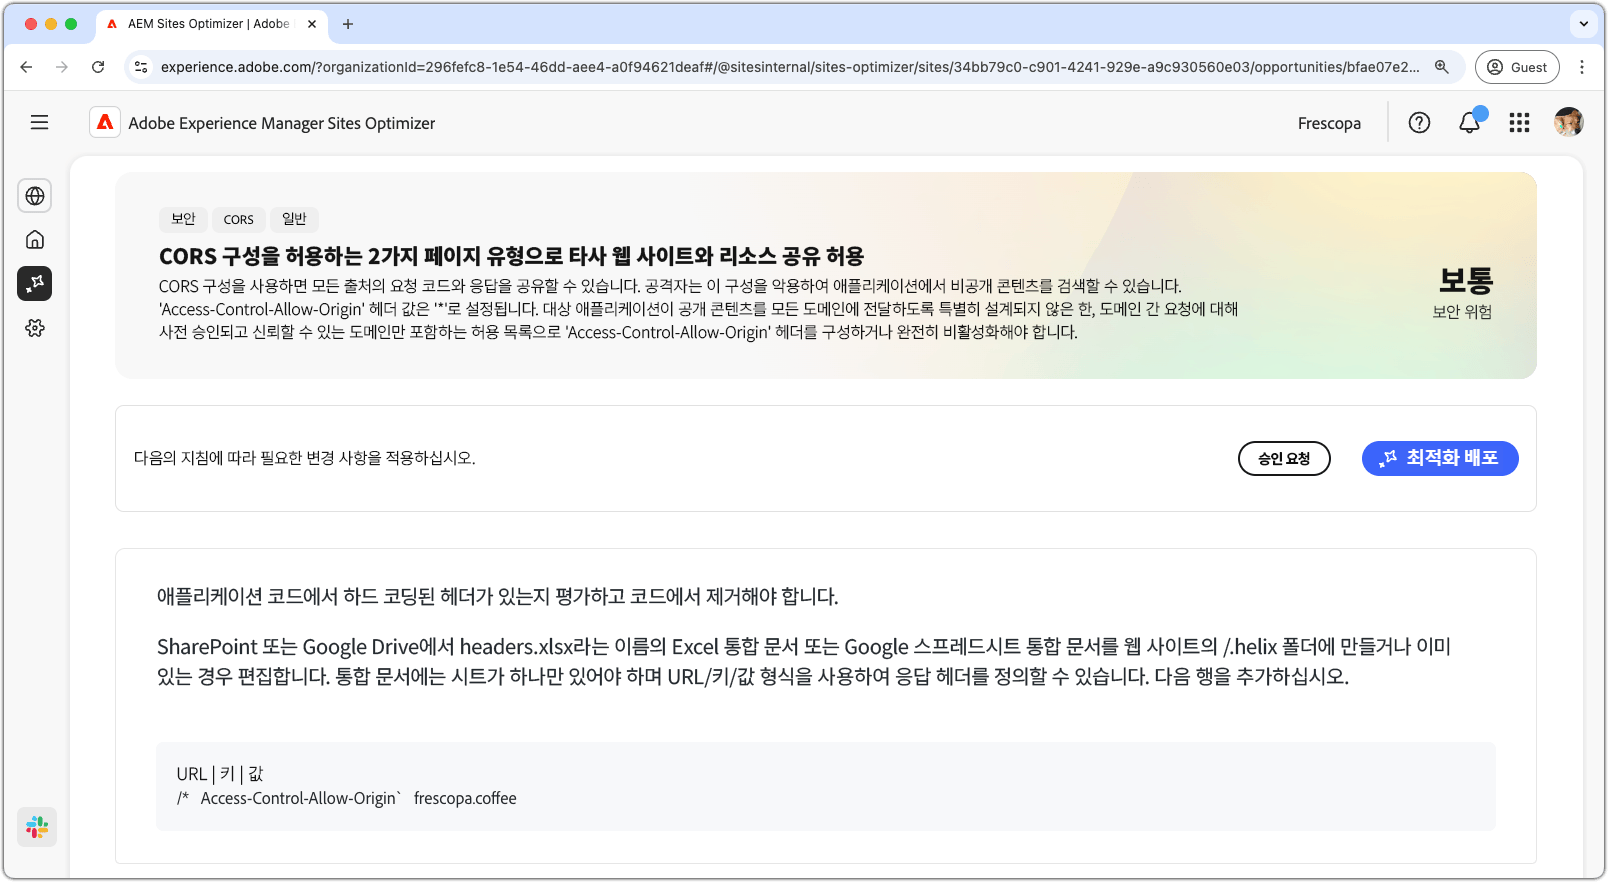 AEM Sites Optimizer | Adobe
experience.adobe.com/?organizationId=296fefc8-1e54-46dd-aee4-a0f94621deaf#/@sitesinternal/sites-optimizer/sites/34bb79c0-c901-4241-929e-a9c930560e03/opportunities/bfae07e2...
Guest
Adobe Experience Manager Sites Optimizer
Frescopa
보안 CORS 일반
CORS 구성을 허용하는 2가지 페이지 유형으로 타사 웹 사이트와 리소스 공유 허용
CORS 구성을 사용하면 모든 출처의 요청 코드와 응답을 공유할 수 있습니다. 공격자는 이 구성을 악용하여 애플리케이션에서 비공개 콘텐츠를 검색할 수 있습니다.
'Access-Control-Allow-Origin' 헤더 값은 '*'로 설정됩니다. 대상 애플리케이션이 공개 콘텐츠를 모든 도메인에 전달하도록 특별히 설계되지 않은 한, 도메인 간 요청에 대해
사전 승인되고 신뢰할 수 있는 도메인만 포함하는 허용 목록으로 'Access-Control-Allow-Origin' 헤더를 구성하거나 완전히 비활성화해야 합니다.
보통
보안 위험
다음의 지침에 따라 필요한 변경 사항을 적용하십시오.
승인 요청
최적화 배포
애플리케이션 코드에서 하드 코딩된 헤더가 있는지 평가하고 코드에서 제거해야 합니다.
SharePoint 또는 Google Drive에서 headers.xlsx라는 이름의 Excel 통합 문서 또는 Google 스프레드시트 통합 문서를 웹 사이트의 /.helix 폴더에 만들거나 이미
있는 경우 편집합니다. 통합 문서에는 시트가 하나만 있어야 하며 URL/키/값 형식을 사용하여 응답 헤더를 정의할 수 있습니다. 다음 행을 추가하십시오.
URL | 키 | 값
/* Access-Control-Allow-Origin` frescopa.coffee